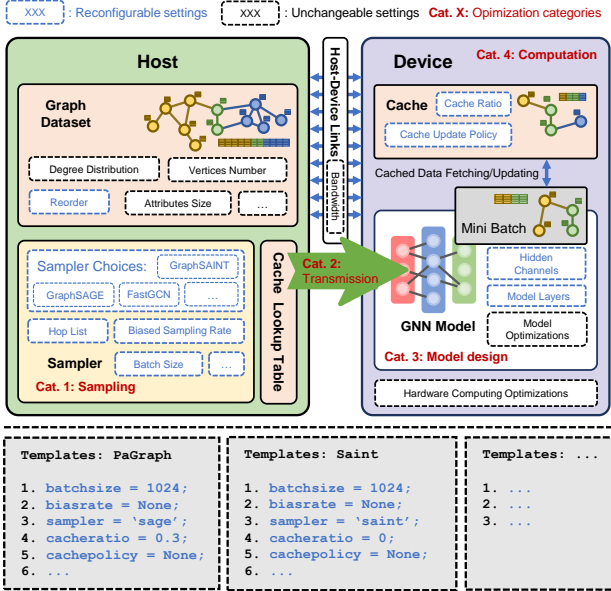 XXX : Reconfigurable settings XXX : Unchangeable settings Cat. X: Opimization categories
Host
Graph
Dataset
Degree Distribution Vertices Number
Reorder Attributes Size ...
Sampler Choices: GraphSAINT
GraphSAGE FastGCN ...
Hop List Biased Sampling Rate
Sampler Batch Size ...
Cat. 1: Sampling
Cache Lookup Table
Host-Device Links
Bandwidth
Cat. 2:
Transmission
Device Cat. 4: Computation
Cache Cache Ratio
Cache Update Policy
Cached Data Fetching/Updating
Mini Batch
GNN Model
Hidden
Channels
Model Layers
Model
Optimizations
Cat. 3: Model design
Hardware Computing Optimizations
Templates: PaGraph
1. batchsize = 1024;
2. biasrate = None;
3. sampler = ‘sage’;
4. cacheratio = 0.3;
5. cachepolicy = None;
6. ...
Templates: Saint
1. batchsize = 1024;
2. biasrate = None;
3. sampler = ‘saint’;
4. cacheratio = 0;
5. cachepolicy = None;
6. ...
Templates: ...
1. ...
2. ...
3. ...